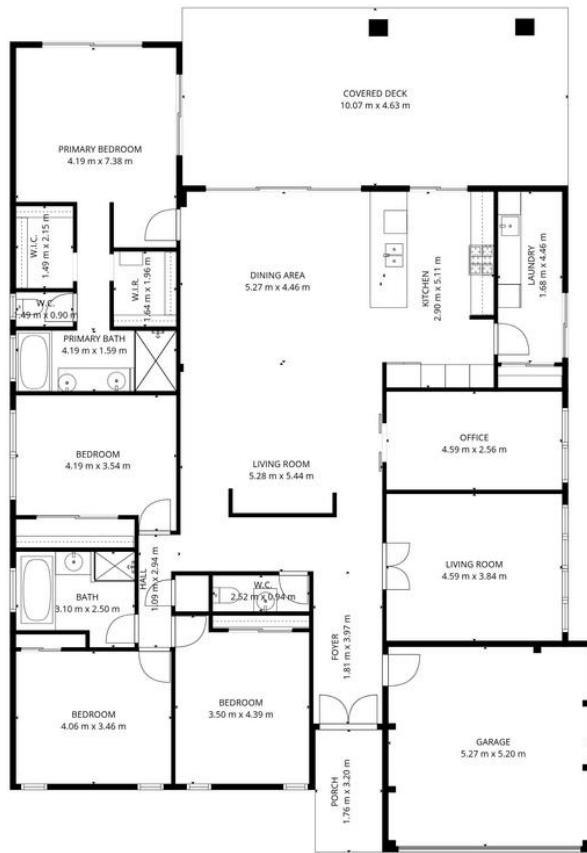 COVERED DECK
10.07 m x 4.63 m
PRIMARY BEDROOM
4.19 m x 7.38 m
W.I.C.
1.49 m x 2.15 m
W.C.
1.49 m x 0.90 m
W.I.R.
1.64 m x 1.96 m
DINING AREA
5.27 m x 4.46 m
KITCHEN
2.90 m x 5.11 m
LAUNDRY
1.68 m x 4.46 m
PRIMARY BATH
4.19 m x 1.59 m
BEDROOM
4.19 m x 3.54 m
LIVING ROOM
5.28 m x 5.44 m
OFFICE
4.59 m x 2.56 m
LIVING ROOM
4.59 m x 3.84 m
HALL
1.09 m x 2.94 m
BATH
3.10 m x 2.50 m
W.C.
2.52 m x 0.94 m
FOYER
1.81 m x 3.97 m
BEDROOM
4.06 m x 3.46 m
BEDROOM
3.50 m x 4.39 m
GARAGE
5.27 m x 5.20 m
PORCH
1.76 m x 3.20 m